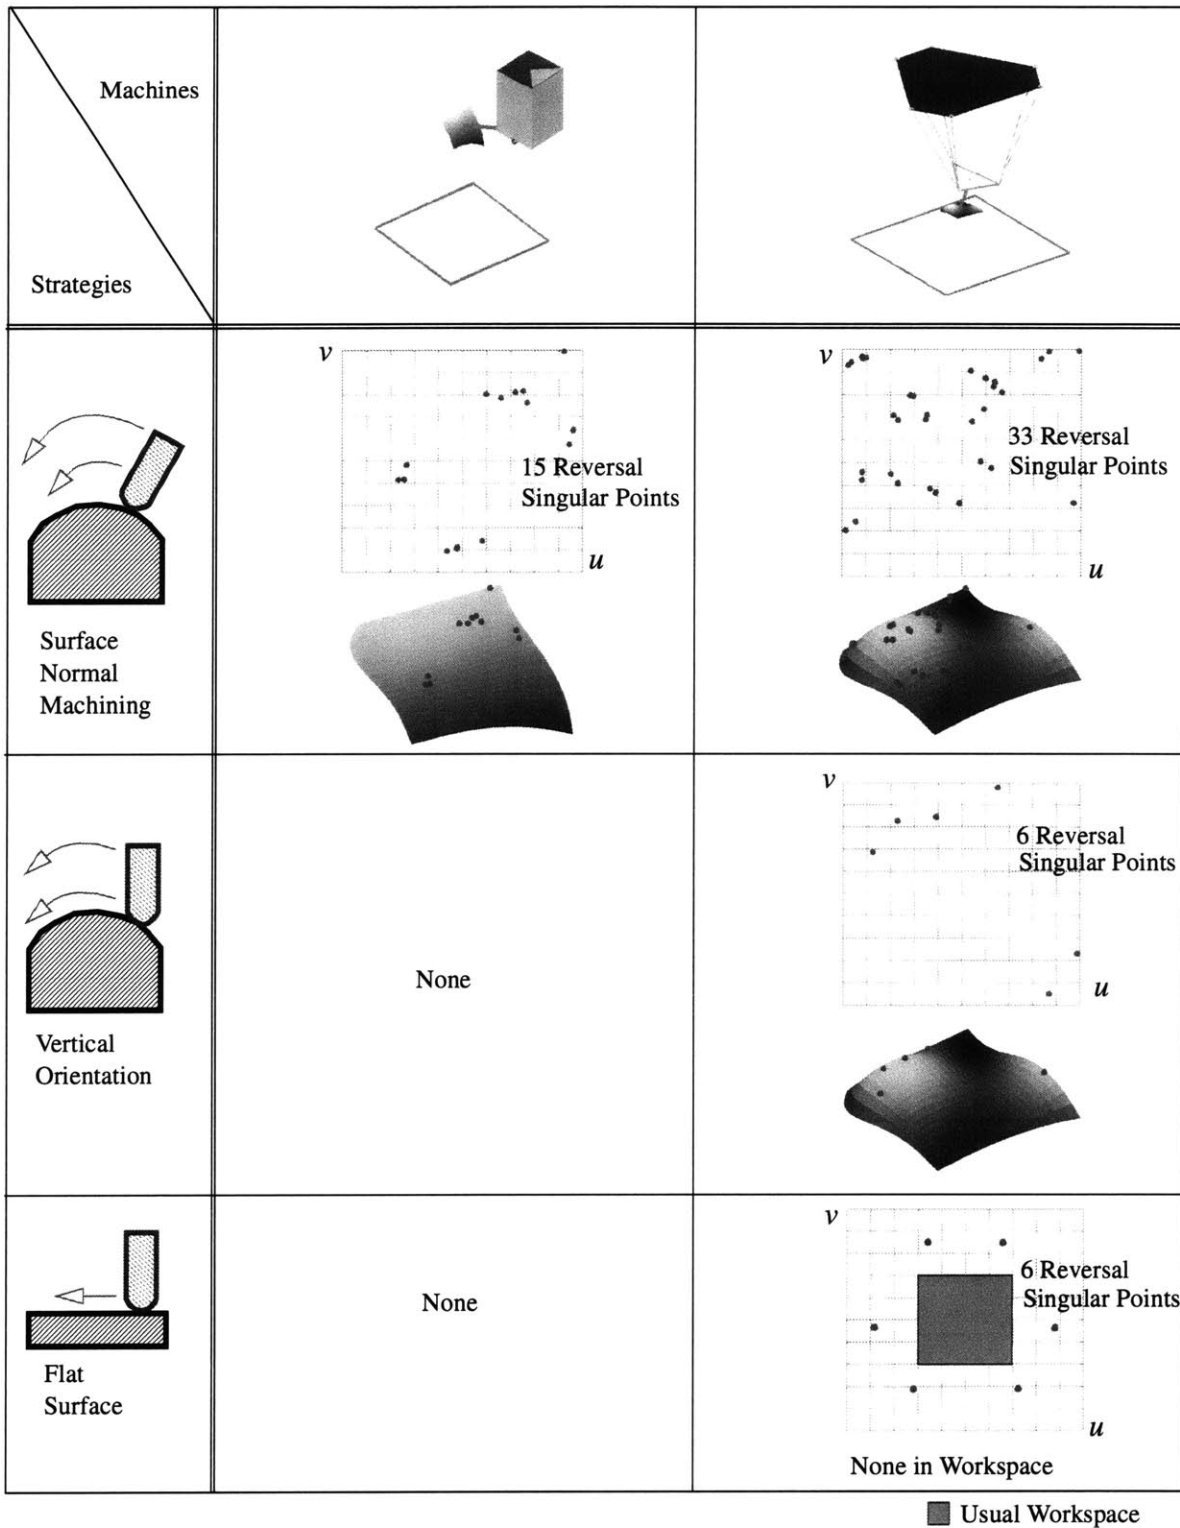 Machines
Strategies
Surface
Normal
Machining
v
15 Reversal
Singular Points
u
v
33 Reversal
Singular Points
u
Vertical
Orientation
None
v
6 Reversal
Singular Points
u
Flat
Surface
None
v
6 Reversal
Singular Points
u
None in Workspace
Usual Workspace